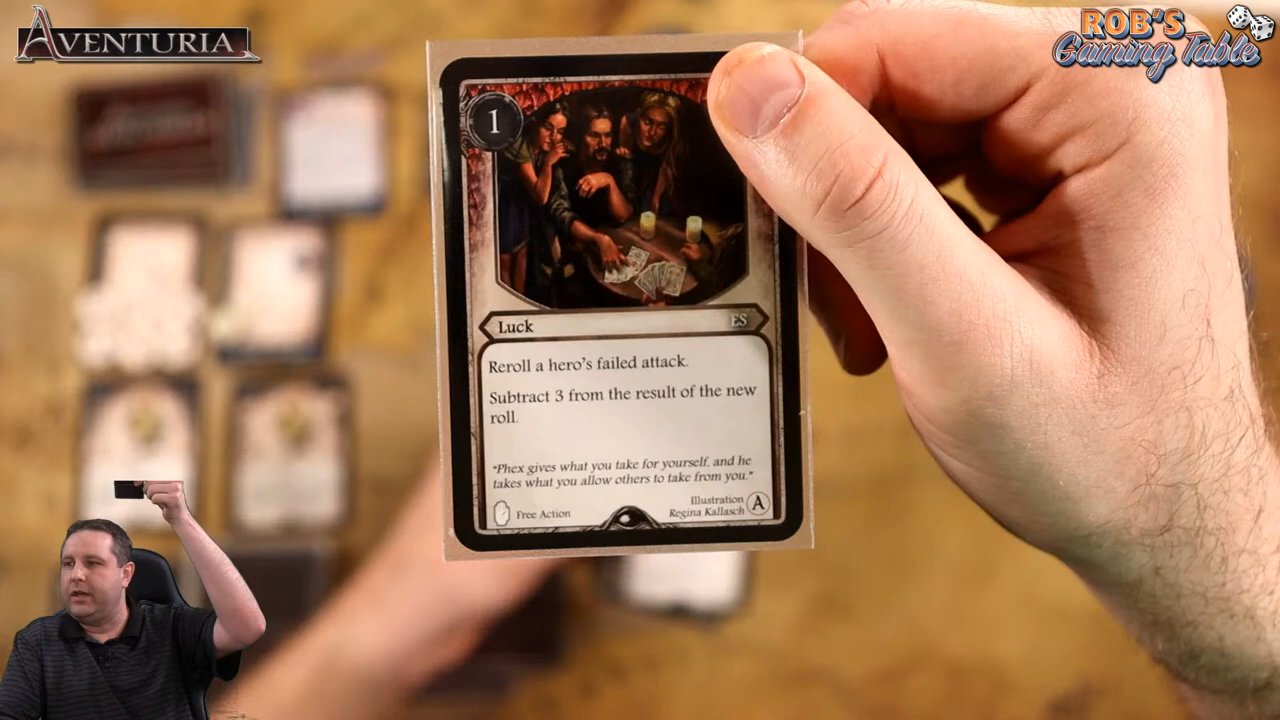 AVENTURIA
ROB'S
Gaming Table
1
Luck
ES
Reroll a hero's failed attack.
Subtract 3 from the result of the new
roll.
"Phex gives what you take for yourself, and he
takes what you allow others to take from you."
Free Action
Illustration
Regina Kallasch
A